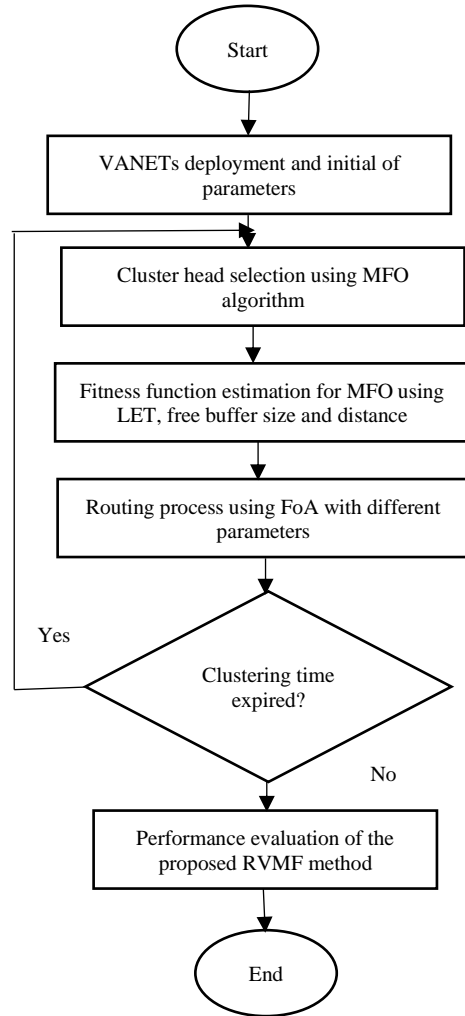 Start
VANETs deployment and initial of
parameters
Cluster head selection using MFO
algorithm
Fitness function estimation for MFO using
LET, free buffer size and distance
Routing process using FoA with different
parameters
Yes
Clustering time
expired?
No
Performance evaluation of the
proposed RVMF method
End